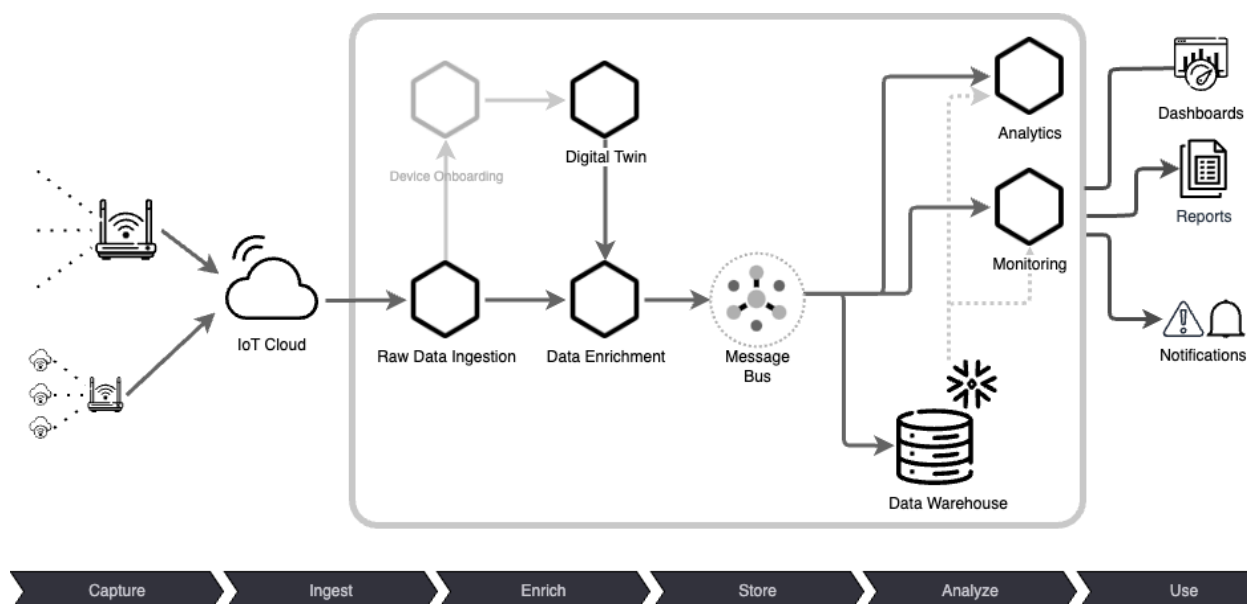 Dashboards
Analytics
Digital Twin
Device Onboarding
Reports
Monitoring
IoT Cloud
Raw Data Ingestion
Data Enrichment
Message
Bus
Notifications
Data Warehouse
Capture
Ingest
Enrich
Store
Analyze
Use